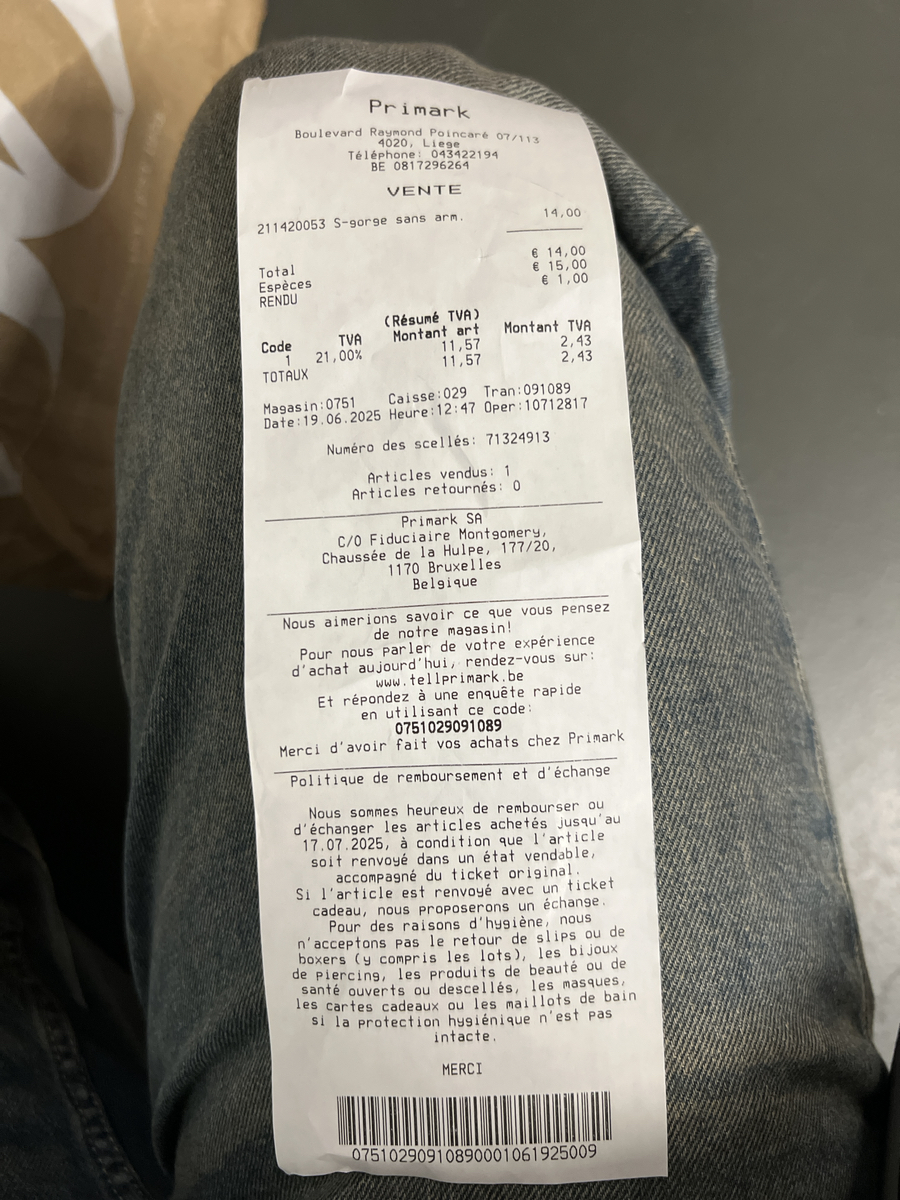 Primark
Boulevard Raymond Poincaré 07/113
4020, Liege
Téléphone: 043422194
BE 0817296264
VENTE
211420053 S-gorge sans arm. 14,00
Total € 14,00
Espèces € 15,00
RENDU € 1,00
(Résumé TVA)
Code TVA Montant art Montant TVA
1 21,00% 11,57 2,43
TOTAUX 11,57 2,43
Magasin:0751 Caisse:029 Tran:091089
Date:19.06.2025 Heure:12:47 Oper:10712817
Numéro des scellés: 71324913
Articles vendus: 1
Articles retournés: 0
Primark SA
C/O Fiduciaire Montgomery,
Chaussée de la Hulpe, 177/20,
1170 Bruxelles
Belgique
Nous aimerions savoir ce que vous pensez
de notre magasin!
Pour nous parler de votre expérience
d'achat aujourd'hui, rendez-vous sur:
www.tellprimark.be
Et répondez à une enquête rapide
en utilisant ce code:
0751029091089
Merci d'avoir fait vos achats chez Primark
Politique de remboursement et d'échange
Nous sommes heureux de rembourser ou
d'échanger les articles achetés jusqu'au
17.07.2025, à condition que l'article
soit renvoyé dans un état vendable,
accompagné du ticket original.
Si l'article est renvoyé avec un ticket
cadeau, nous proposerons un échange.
Pour des raisons d'hygiène, nous
n'acceptons pas le retour de slips ou de
boxers (y compris les lots), les bijoux
de piercing, les produits de beauté ou de
santé ouverts ou descellés, les masques,
les cartes cadeaux ou les maillots de bain
si la protection hygiénique n'est pas
intacte.
MERCI
07510290910890001061925009